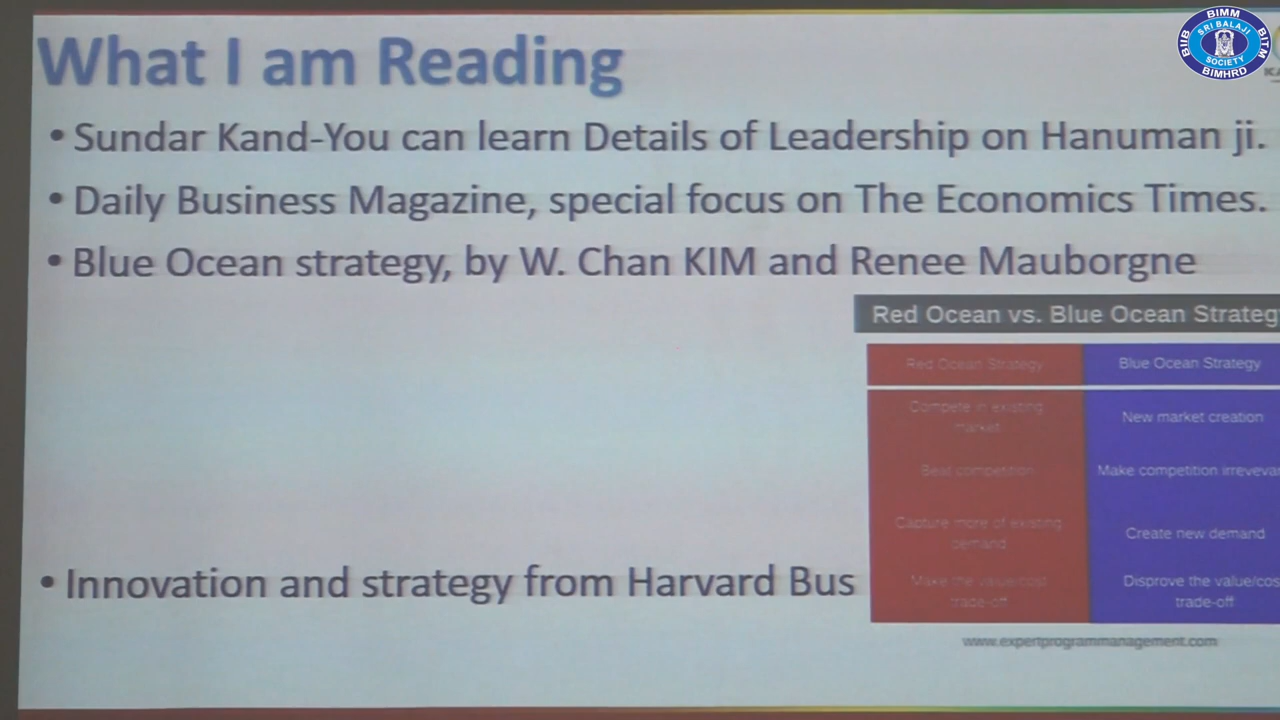 What I am Reading
• Sundar Kand-You can learn Details of Leadership on Hanuman ji.
• Daily Business Magazine, special focus on The Economics Times.
• Blue Ocean strategy, by W. Chan KIM and Renee Mauborgne
Red Ocean vs. Blue Ocean Strateg
Red Ocean Strategy
Blue Ocean Strategy
Compete in existing
market
New market creation
Beat competition
Make competition irreveva
Capture more of existing
demand
Create new demand
Make the value/cost
trade-off
Disprove the value/cos
trade-off
• Innovation and strategy from Harvard Bus
www.expertprogrammanagement.com
BIMM
BIIB
SRI BALAJI
SOCIETY
BITM
BIMHRD